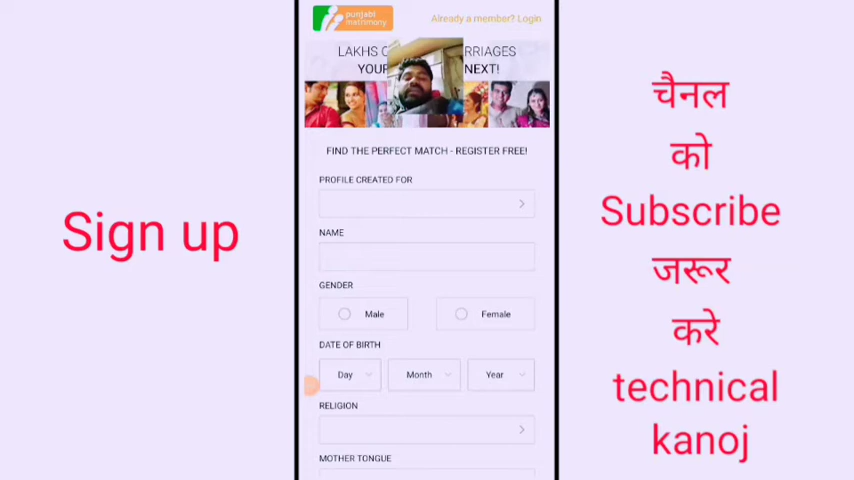 punjabi
matrimony
Already a member? Login
LAKHS RRIAGES
YOUR NEXT!
FIND THE PERFECT MATCH - REGISTER FREE!
PROFILE CREATED FOR
NAME
GENDER
Male
Female
DATE OF BIRTH
Day
Month
Year
RELIGION
MOTHER TONGUE
Sign up
चैनल
को
Subscribe
जरूर
करे
technical
kanoj